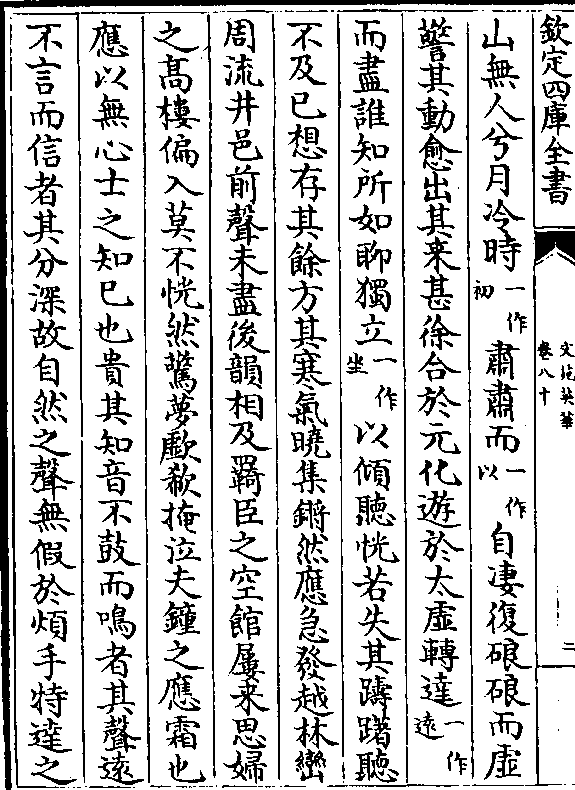 欽定四庫全書
文苑英華
卷八十
二
山無人兮月冷時一作初肅肅而一作以自凄復硠硠而虛
警其動愈出其来甚徐合於元化遊於太虛轉達一作遠
而盡誰知所如聊獨立一作坐以傾聽恍若失其躊躇聽
不及已想存其餘方其寒氣曉集鏘然應急發越林巒
周流井邑前聲未盡後韻相及羇臣之空館屢来思婦
之髙樓偏入莫不恍然驚夢歔欷掩泣夫鐘之應霜也
應以無心士之知已也貴其知音不鼓而鳴者其聲遠
不言而信者其分深故自然之聲無假於煩手特達之